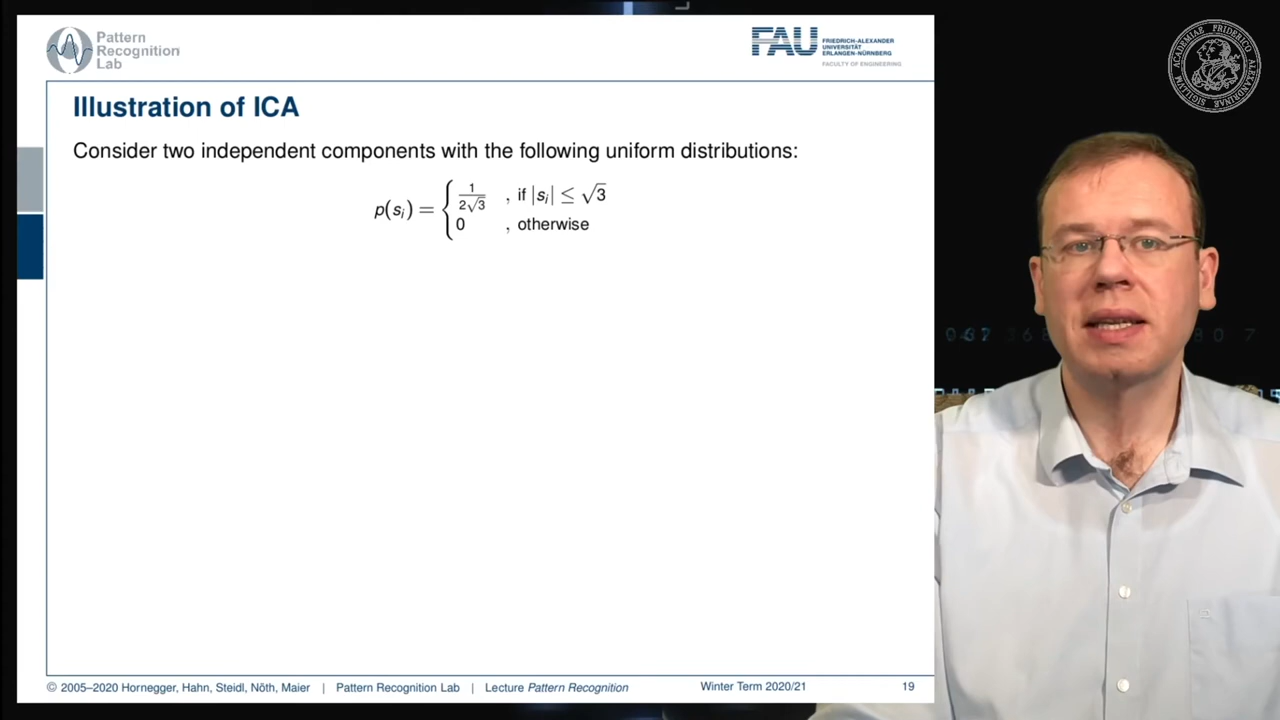 Pattern
Recognition
Lab
FAU
FRIEDRICH-ALEXANDER
UNIVERSITÄT
ERLANGEN-NÜRNBERG
FACULTY OF ENGINEERING
Illustration of ICA
Consider two independent components with the following uniform distributions:
p(sᵢ) = { 1/(2√3) , if |sᵢ| ≤ √3
0 , otherwise
© 2005–2020 Hornegger, Hahn, Steidl, Nöth, Maier | Pattern Recognition Lab | Lecture Pattern Recognition Winter Term 2020/21 19